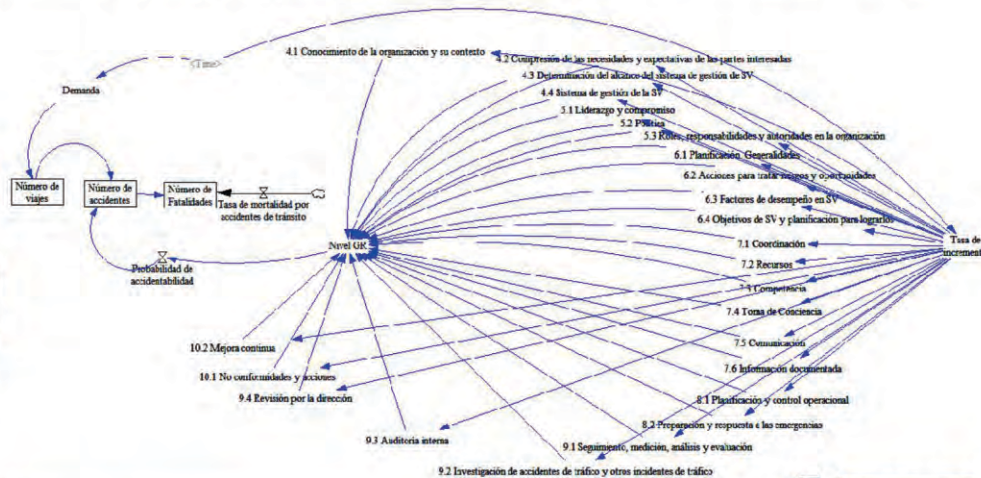 4.1 Conocimiento de la organización y su contexto
<Time>
4.2 Compresión de las necesidades y expectativas de las partes interesadas
4.3 Determinación del alcance del sistema de gestión de SV
Demanda
4.4 Sistema de gestión de la SV
5.1 Liderazgo y compromiso
5.2 Política
5.3 Roles, responsabilidades y autoridades en la organización
6.1 Planificación. Generalidades
6.2 Acciones para tratar riesgos y oportunidades
Número de
viajes
Número de
accidentes
Número de
Fatalidades
Tasa de mortalidad por
accidentes de tránsito
6.3 Factores de desempeño en SV
6.4 Objetivos de SV y planificación para lograrlos
Nivel GR
Tasa de
incremento
7.1 Coordinación
7.2 Recursos
Probabilidad de
accidentabilidad
7.3 Competencia
7.4 Toma de Conciencia
7.5 Comunicación
10.2 Mejora continua
7.6 Información documentada
10.1 No conformidades y acciones
9.4 Revisión por la dirección
8.1 Planificación y control operacional
8.2 Preparación y respuesta a las emergencias
9.3 Auditoria interna
9.1 Seguimiento, medición, análisis y evaluación
9.2 Investigación de accidentes de tráfico y otros incidentes de tráfico